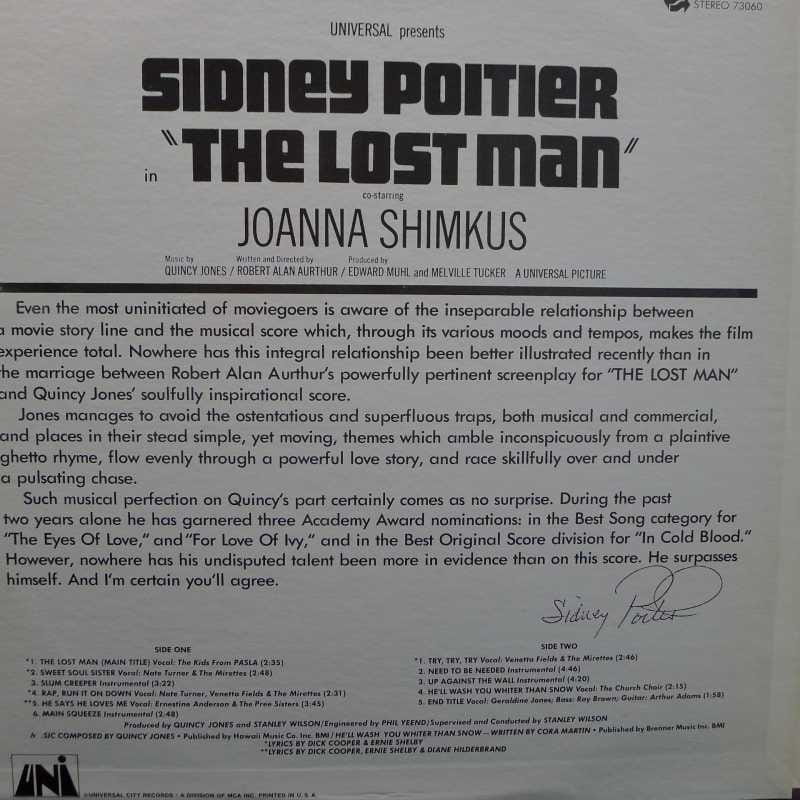 STEREO 73060
UNIVERSAL presents
SIDNEY POITIER
in "THE LOST MAN"
co-starring
JOANNA SHIMKUS
Music by Written and Directed by Produced by
QUINCY JONES / ROBERT ALAN AURTHUR / EDWARD MUHL and MELVILLE TUCKER A UNIVERSAL PICTURE
Even the most uninitiated of moviegoers is aware of the inseparable relationship between
a movie story line and the musical score which, through its various moods and tempos, makes the film
experience total. Nowhere has this integral relationship been better illustrated recently than in
the marriage between Robert Alan Aurthur's powerfully pertinent screenplay for "THE LOST MAN"
and Quincy Jones' soulfully inspirational score.
Jones manages to avoid the ostentatious and superfluous traps, both musical and commercial,
and places in their stead simple, yet moving, themes which amble inconspicuously from a plaintive
ghetto rhyme, flow evenly through a powerful love story, and race skillfully over and under
a pulsating chase.
Such musical perfection on Quincy's part certainly comes as no surprise. During the past
two years alone he has garnered three Academy Award nominations: in the Best Song category for
"The Eyes Of Love," and "For Love Of Ivy," and in the Best Original Score division for "In Cold Blood."
However, nowhere has his undisputed talent been more in evidence than on this score. He surpasses
himself. And I'm certain you'll agree.
Sidney Poitier
SIDE ONE
*1. THE LOST MAN (MAIN TITLE) Vocal: The Kids From PASLA (2:35)
*2. SWEET SOUL SISTER Vocal: Nate Turner & The Mirettes (2:48)
3. SLUM CREEPER Instrumental (3:22)
*4. RAP, RUN IT ON DOWN Vocal: Nate Turner, Venetta Fields & The Mirettes (2:31)
**5. HE SAYS HE LOVES ME Vocal: Ernestine Anderson & The Pree Sisters (3:45)
6. MAIN SQUEEZE Instrumental (2:48)
SIDE TWO
*1. TRY, TRY, TRY Vocal: Venetta Fields & The Mirettes (2:46)
2. NEED TO BE NEEDED Instrumental (4:46)
3. UP AGAINST THE WALL Instrumental (4:20)
4. HE'LL WASH YOU WHITER THAN SNOW Vocal: The Church Choir (2:15)
5. END TITLE Vocal: Geraldine Jones; Bass: Ray Brown; Guitar: Arthur Adams (1:58)
Produced by QUINCY JONES and STANLEY WILSON/Engineered by PHIL YEEND/Supervised and Conducted by STANLEY WILSON
SIC COMPOSED BY QUINCY JONES • Published by Hawaii Music Co. Inc. BMI / HE'LL WASH YOU WHITER THAN SNOW — WRITTEN BY CORA MARTIN • Published by Brenner Music Inc. BMI
*LYRICS BY DICK COOPER & ERNIE SHELBY
**LYRICS BY DICK COOPER, ERNIE SHELBY & DIANE HILDERBRAND
UNI
©UNIVERSAL CITY RECORDS • A DIVISION OF MCA INC. PRINTED IN U.S.A.